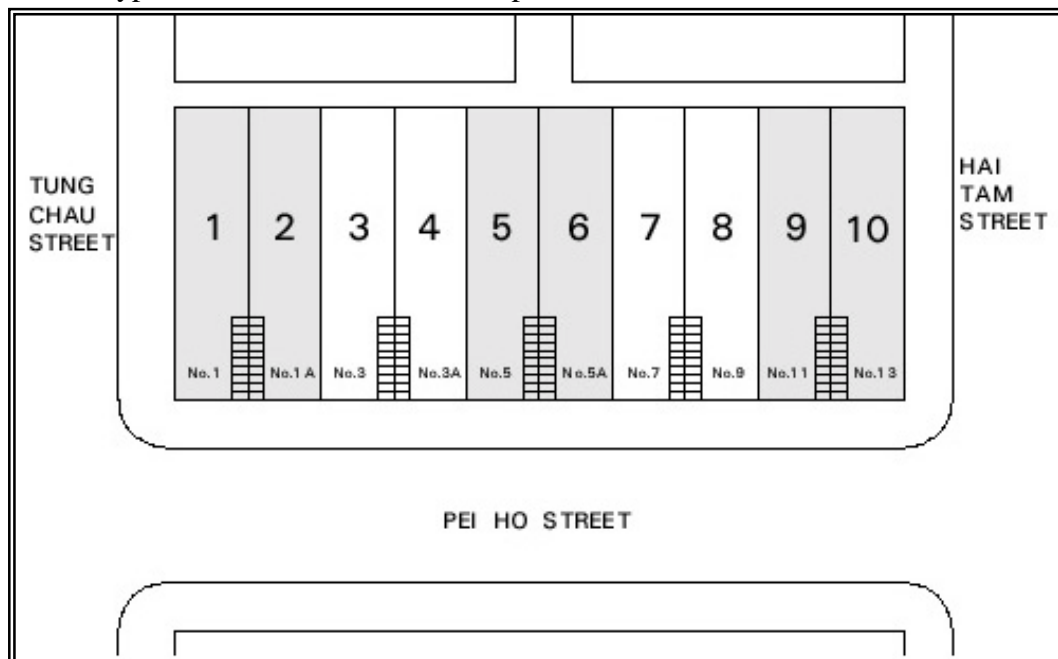 TUNG
CHAU
STREET
HAI
TAM
STREET
1 2 3 4 5 6 7 8 9 10
No.1 No.1A No.3 No.3A No.5 No.5A No.7 No.9 No.11 No.13
PEI HO STREET